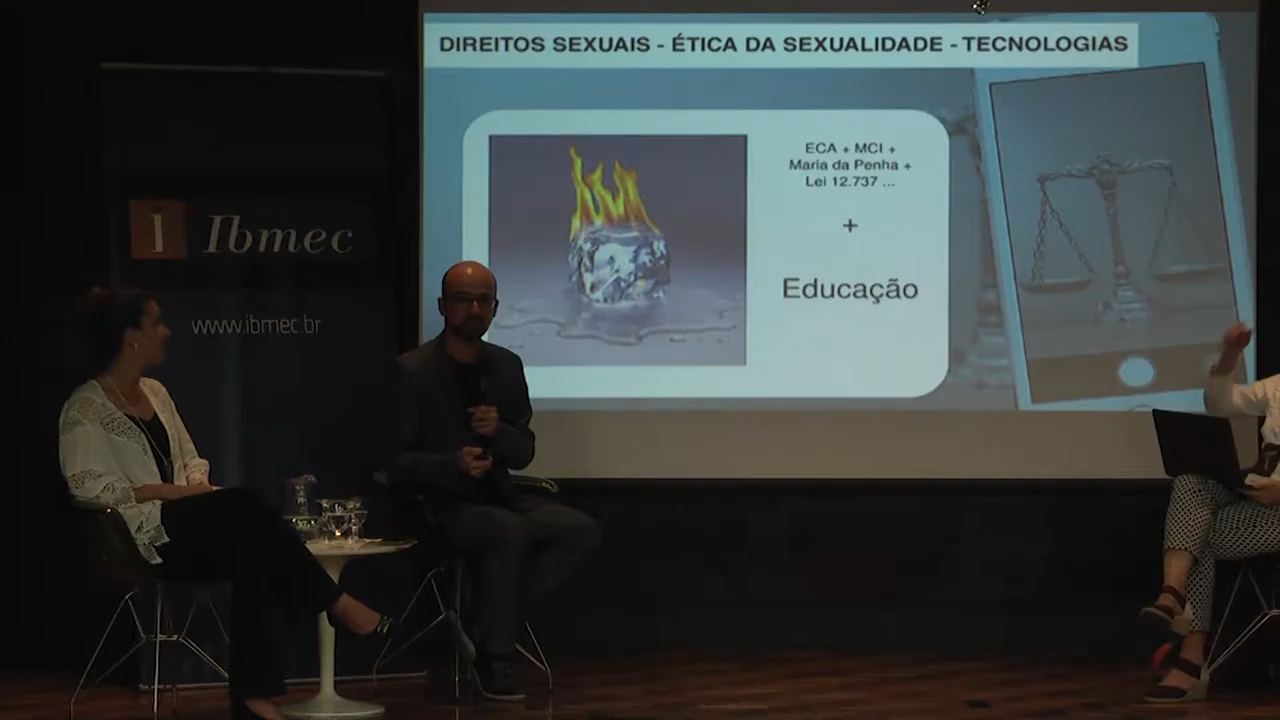 DIREITOS SEXUAIS - ÉTICA DA SEXUALIDADE - TECNOLOGIAS
ECA + MCI +
Maria da Penha +
Lei 12.737 ...
+
Educação
i Ibmec
www.ibmec.br